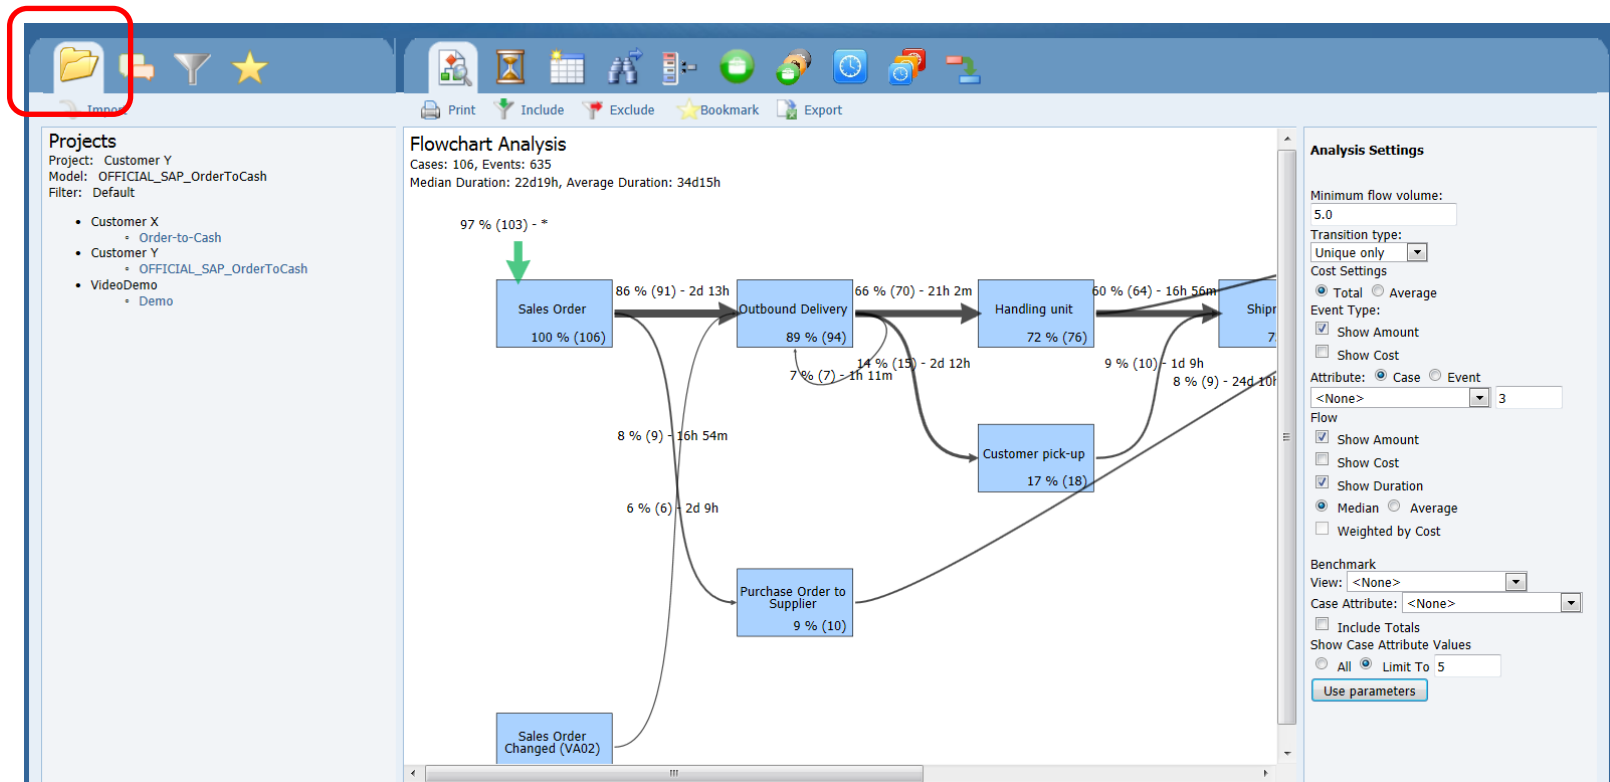 Import
Print Include Exclude Bookmark Export
Projects
Project: Customer Y
Model: OFFICIAL_SAP_OrderToCash
Filter: Default
• Customer X
◦ Order-to-Cash
• Customer Y
◦ OFFICIAL_SAP_OrderToCash
• VideoDemo
◦ Demo
Flowchart Analysis
Cases: 106, Events: 635
Median Duration: 22d19h, Average Duration: 34d15h
97 % (103) - *
86 % (91) - 2d 13h
66 % (70) - 21h 2m
60 % (64) - 16h 56m
Sales Order
100 % (106)
Outbound Delivery
89 % (94)
Handling unit
72 % (76)
14 % (15) - 2d 12h
7 % (7) - 1h 11m
9 % (10) - 1d 9h
8 % (9) - 24d 10h
8 % (9) - 16h 54m
Customer pick-up
17 % (18)
6 % (6) - 2d 9h
Purchase Order to
Supplier
9 % (10)
Sales Order
Changed (VA02)
Analysis Settings
Minimum flow volume:
5.0
Transition type:
Unique only
Cost Settings
Total Average
Event Type:
Show Amount
Show Cost
Attribute: Case Event
<None> 3
Flow
Show Amount
Show Cost
Show Duration
Median Average
Weighted by Cost
Benchmark
View: <None>
Case Attribute: <None>
Include Totals
Show Case Attribute Values
All Limit To 5
Use parameters